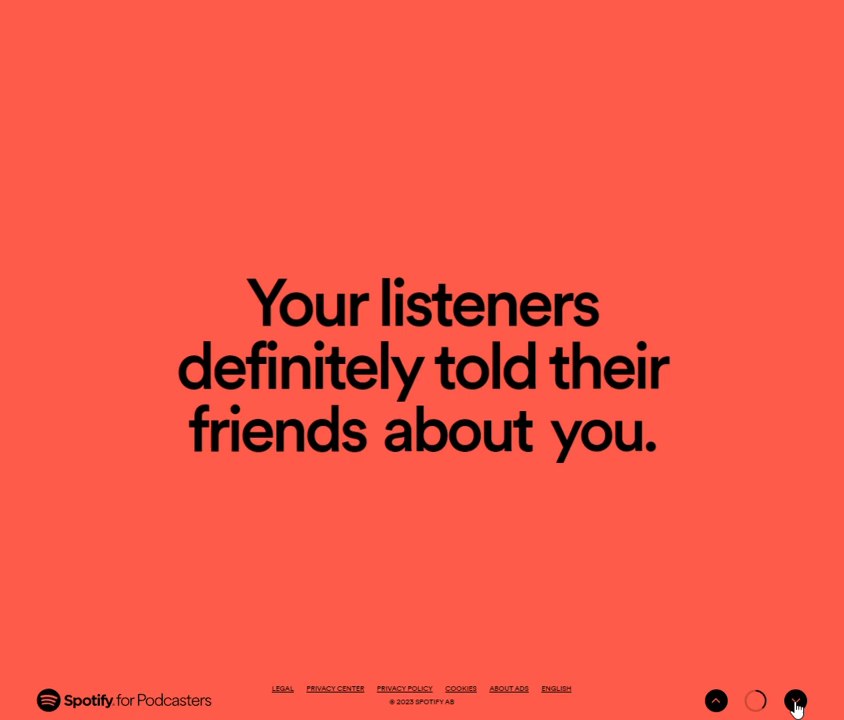 Your listeners
definitely told their
friends about you.
LEGAL PRIVACY CENTER PRIVACY POLICY COOKIES ABOUT ADS ENGLISH
Spotify for Podcasters
© 2023 SPOTIFY AB